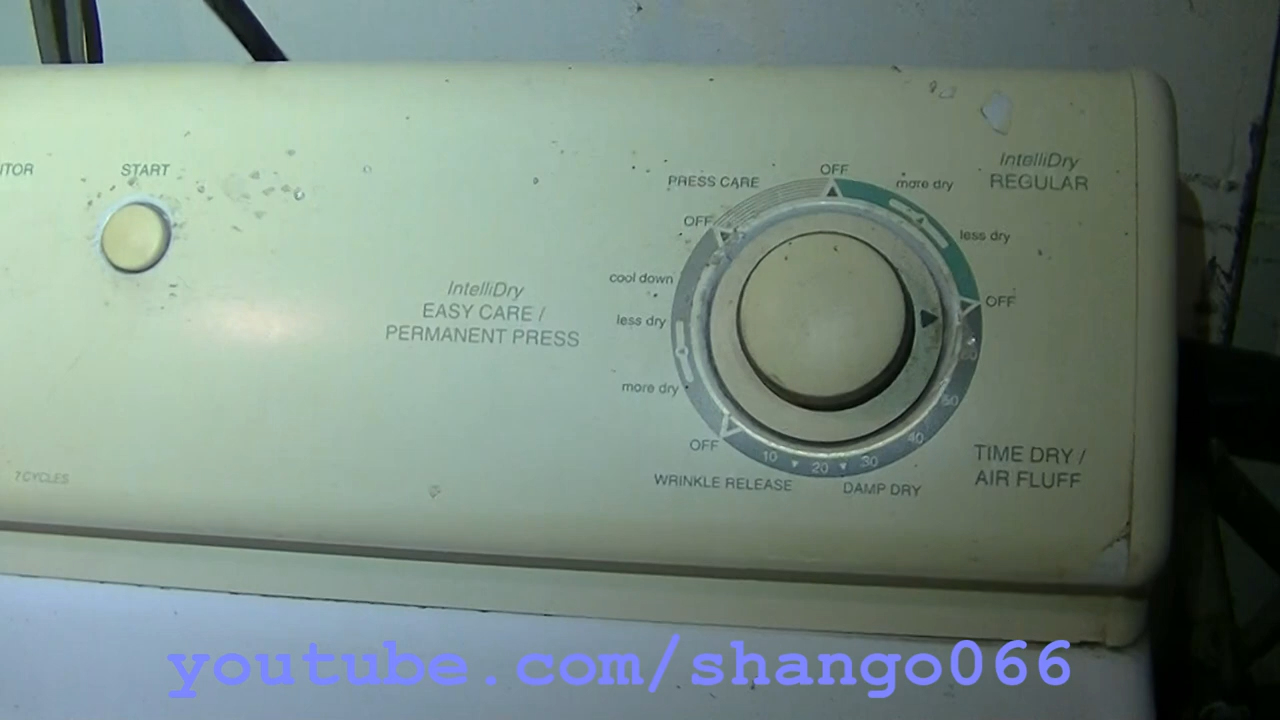 ITOR
START
IntelliDry
REGULAR
PRESS CARE
OFF
more dry
OFF
less dry
cool down
OFF
less dry
IntelliDry
EASY CARE /
PERMANENT PRESS
more dry
50
40
OFF
10
20
30
TIME DRY /
AIR FLUFF
WRINKLE RELEASE
DAMP DRY
7 CYCLES
youtube.com/shango066